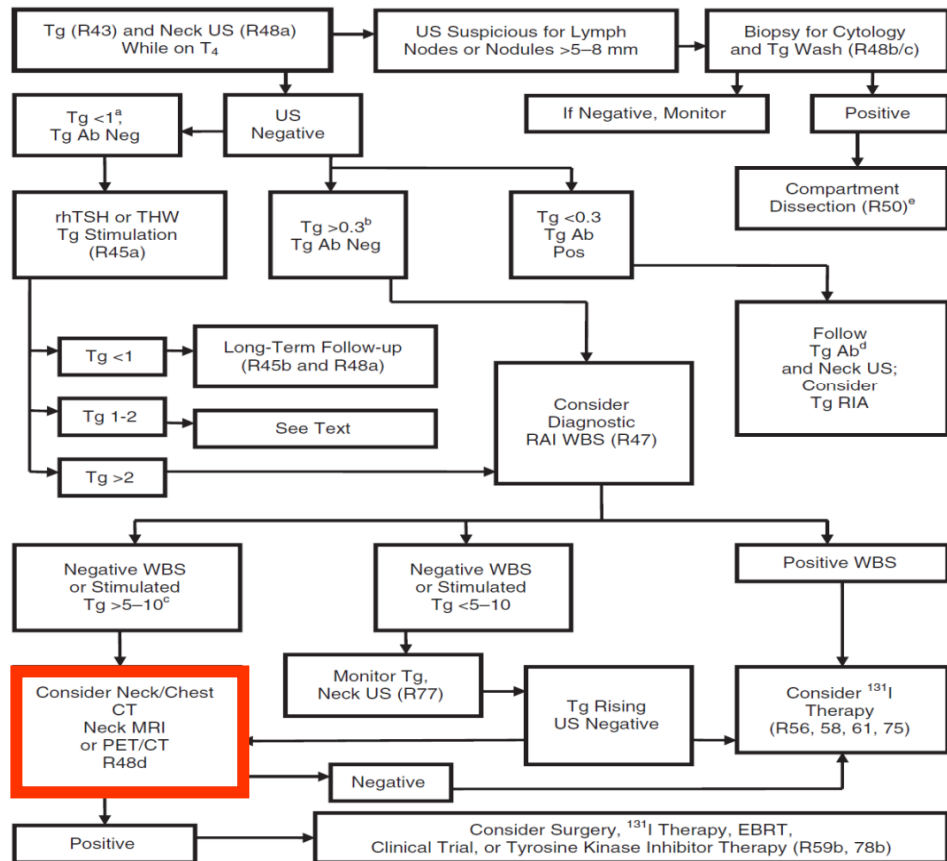 Tg (R43) and Neck US (R48a)
While on T₄
US Suspicious for Lymph
Nodes or Nodules >5–8 mm
Biopsy for Cytology
and Tg Wash (R48b/c)
Tg <1ᵃ,
Tg Ab Neg
US
Negative
If Negative, Monitor
Positive
rhTSH or THW
Tg Stimulation
(R45a)
Tg >0.3ᵇ
Tg Ab Neg
Tg <0.3
Tg Ab
Pos
Compartment
Dissection (R50)ᵉ
Tg <1
Long-Term Follow-up
(R45b and R48a)
Tg 1-2
See Text
Tg >2
Consider
Diagnostic
RAI WBS (R47)
Follow
Tg Abᵈ
and Neck US;
Consider
Tg RIA
Negative WBS
or Stimulated
Tg >5–10ᶜ
Negative WBS
or Stimulated
Tg <5–10
Positive WBS
Consider Neck/Chest
CT
Neck MRI
or PET/CT
R48d
Monitor Tg,
Neck US (R77)
Tg Rising
US Negative
Consider ¹³¹I
Therapy
(R56, 58, 61, 75)
Negative
Positive
Consider Surgery, ¹³¹I Therapy, EBRT,
Clinical Trial, or Tyrosine Kinase Inhibitor Therapy (R59b, 78b)